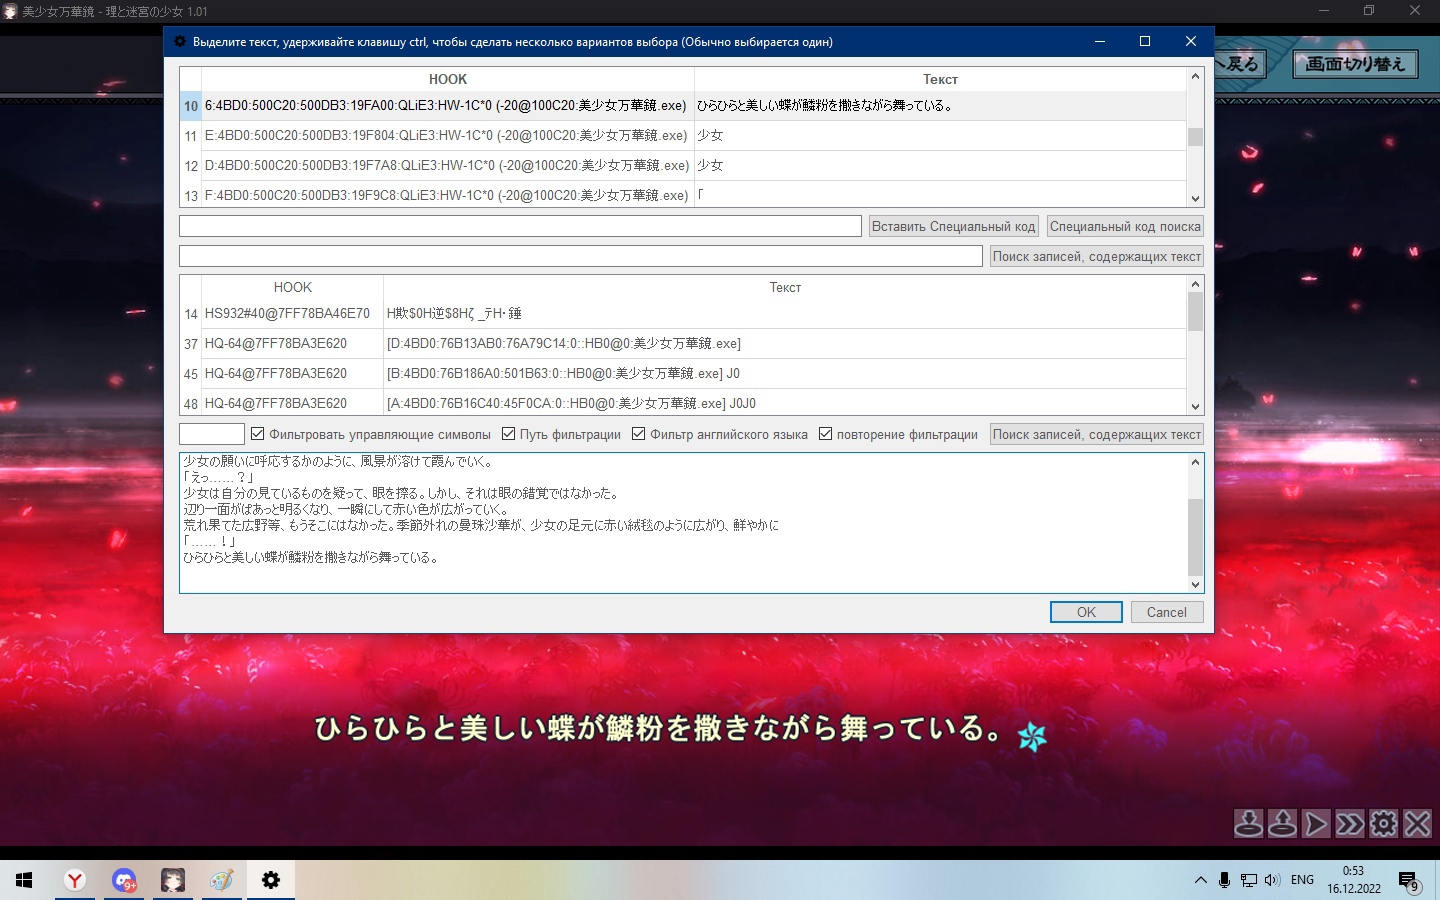 美少女万華鏡 - 理と迷宮の少女 1.01
へ戻る
画面切り替え
Выделите текст, удерживайте клавишу ctrl, чтобы сделать несколько вариантов выбора (Обычно выбирается один)
HOOK Текст
10 6:4BD0:500C20:500DB3:19FA00:QLiE3:HW-1C*0 (-20@100C20:美少女万華鏡.exe) ひらひらと美しい蝶が鱗粉を撒きながら舞っている。
11 E:4BD0:500C20:500DB3:19F804:QLiE3:HW-1C*0 (-20@100C20:美少女万華鏡.exe) 少女
12 D:4BD0:500C20:500DB3:19F7A8:QLiE3:HW-1C*0 (-20@100C20:美少女万華鏡.exe) 少女
13 F:4BD0:500C20:500DB3:19F9C8:QLiE3:HW-1C*0 (-20@100C20:美少女万華鏡.exe) 「
Вставить Специальный код
Специальный код поиска
Поиск записей, содержащих текст
HOOK Текст
14 HS932#40@7FF78BA46E70 H欺$0H逆$8Hζ _ﾃH･錘
37 HQ-64@7FF78BA3E620 [D:4BD0:76B13AB0:76A79C14:0::HB0@0:美少女万華鏡.exe]
45 HQ-64@7FF78BA3E620 [B:4BD0:76B186A0:501B63:0::HB0@0:美少女万華鏡.exe] J0
48 HQ-64@7FF78BA3E620 [A:4BD0:76B16C40:45F0CA:0::HB0@0:美少女万華鏡.exe] J0J0
Фильтровать управляющие символы Путь фильтрации Фильтр английского языка повторение фильтрации Поиск записей, содержащих текст
少女の願いに呼応するかのように、風景が溶けて霞んでいく。
「えっ……？」
少女は自分の見ているものを疑って、眼を擦る。しかし、それは眼の錯覚ではなかった。
辺り一面がぱあっと明るくなり、一瞬にして赤い色が広がっていく。
荒れ果てた広野等、もうそこにはなかった。季節外れの曼珠沙華が、少女の足元に赤い絨毯のように広がり、鮮やかに
「……！」
ひらひらと美しい蝶が鱗粉を撒きながら舞っている。
OK Cancel
ひらひらと美しい蝶が鱗粉を撒きながら舞っている。
Y
9+
ENG
0:53
16.12.2022
9